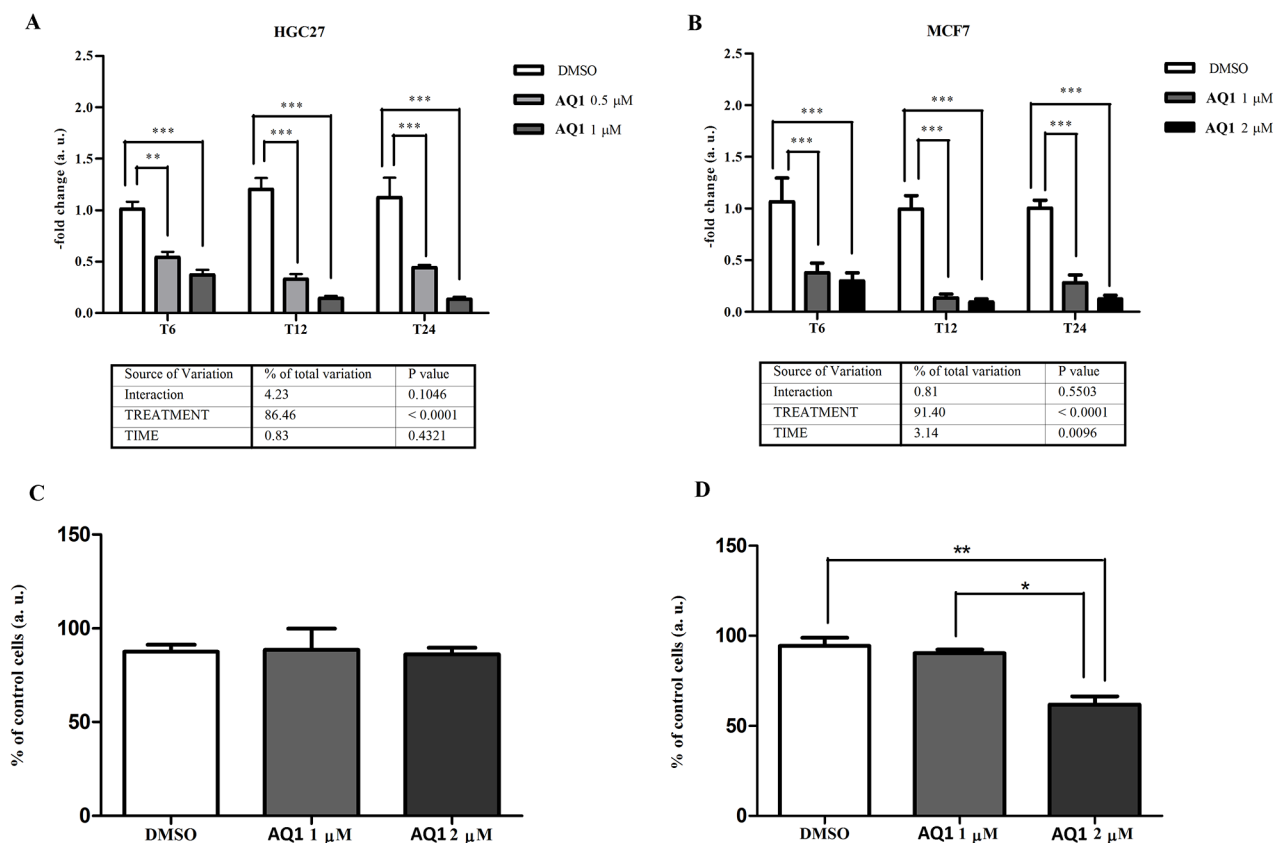 A
HGC27
-fold change (a. u.)
2.5
2.0
1.5
1.0
0.5
0.0
***
**
***
***
***
***
T6
T12
T24
DMSO
AQ1 0.5 μM
AQ1 1 μM
Source of Variation % of total variation P value
Interaction 4.23 0.1046
TREATMENT 86.46 < 0.0001
TIME 0.83 0.4321
B
MCF7
-fold change (a. u.)
2.5
2.0
1.5
1.0
0.5
0.0
***
***
***
***
***
***
T6
T12
T24
DMSO
AQ1 1 μM
AQ1 2 μM
Source of Variation % of total variation P value
Interaction 0.81 0.5503
TREATMENT 91.40 < 0.0001
TIME 3.14 0.0096
C
% of control cells (a. u.)
150
100
50
0
DMSO
AQ1 1 μM
AQ1 2 μM
D
% of control cells (a. u.)
150
100
50
0
**
*
DMSO
AQ1 1 μM
AQ1 2 μM